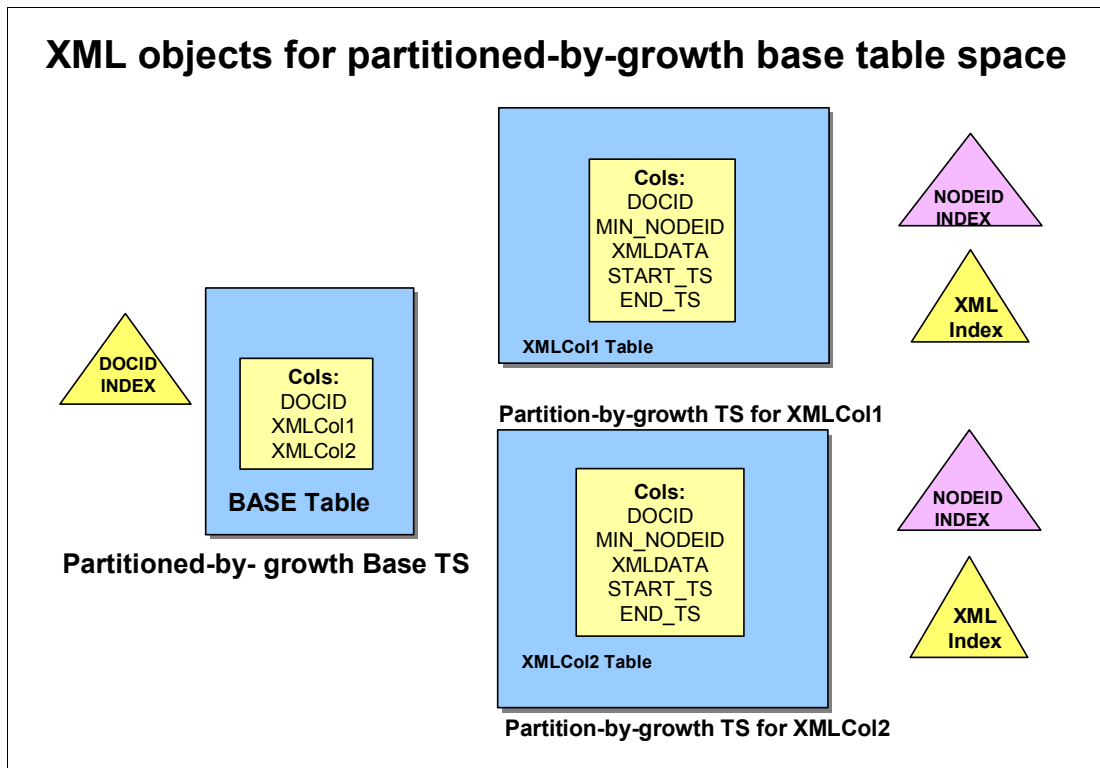 XML objects for partitioned-by-growth base table space
DOCID
INDEX
Cols:
DOCID
XMLCol1
XMLCol2
BASE Table
Partitioned-by- growth Base TS
Cols:
DOCID
MIN_NODEID
XMLDATA
START_TS
END_TS
XMLCol1 Table
Partition-by-growth TS for XMLCol1
NODEID
INDEX
XML
Index
Cols:
DOCID
MIN_NODEID
XMLDATA
START_TS
END_TS
XMLCol2 Table
Partition-by-growth TS for XMLCol2
NODEID
INDEX
XML
Index